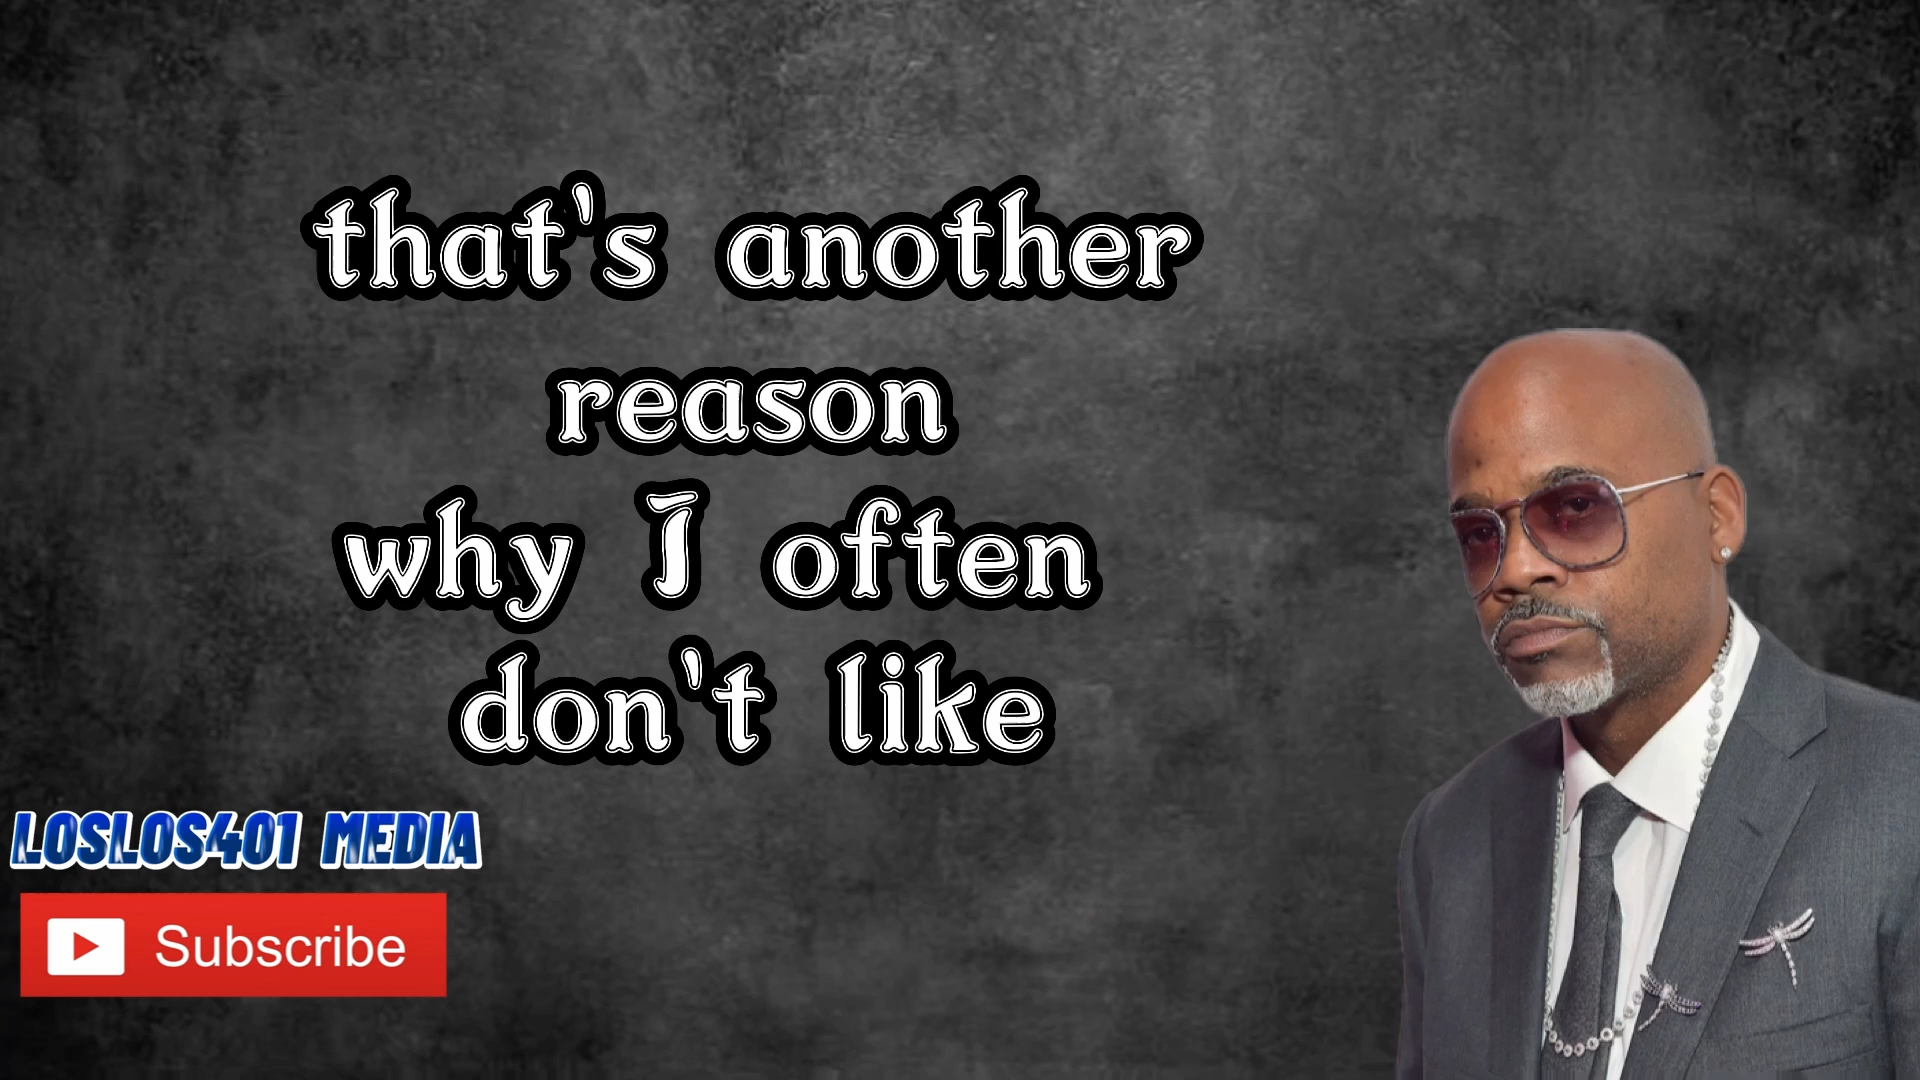 that's another
reason
why I often
don't like
LOSLOS401 MEDIA
Subscribe